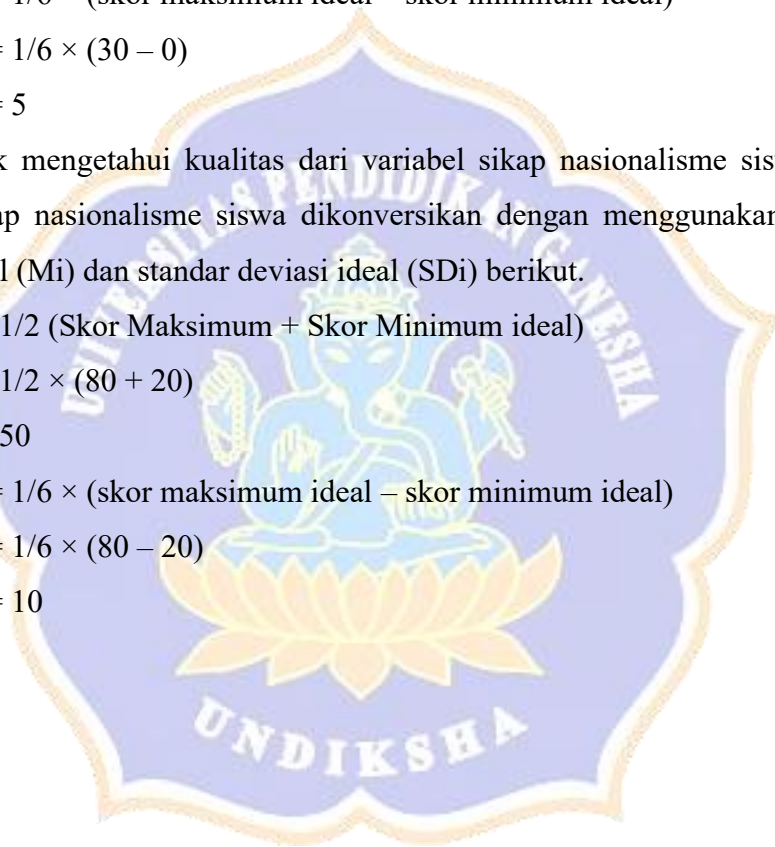 1/6 × (skor maksimum ideal – skor minimum ideal)
= 1/6 × (30 – 0)
= 5
k mengetahui kualitas dari variabel sikap nasionalisme sis
ap nasionalisme siswa dikonversikan dengan menggunakan
l (Mi) dan standar deviasi ideal (SDi) berikut.
1/2 (Skor Maksimum + Skor Minimum ideal)
1/2 × (80 + 20)
50
= 1/6 × (skor maksimum ideal – skor minimum ideal)
= 1/6 × (80 – 20)
= 10
UNIVERSITAS PENDIDIKAN GANESHA
UNDIKSHA